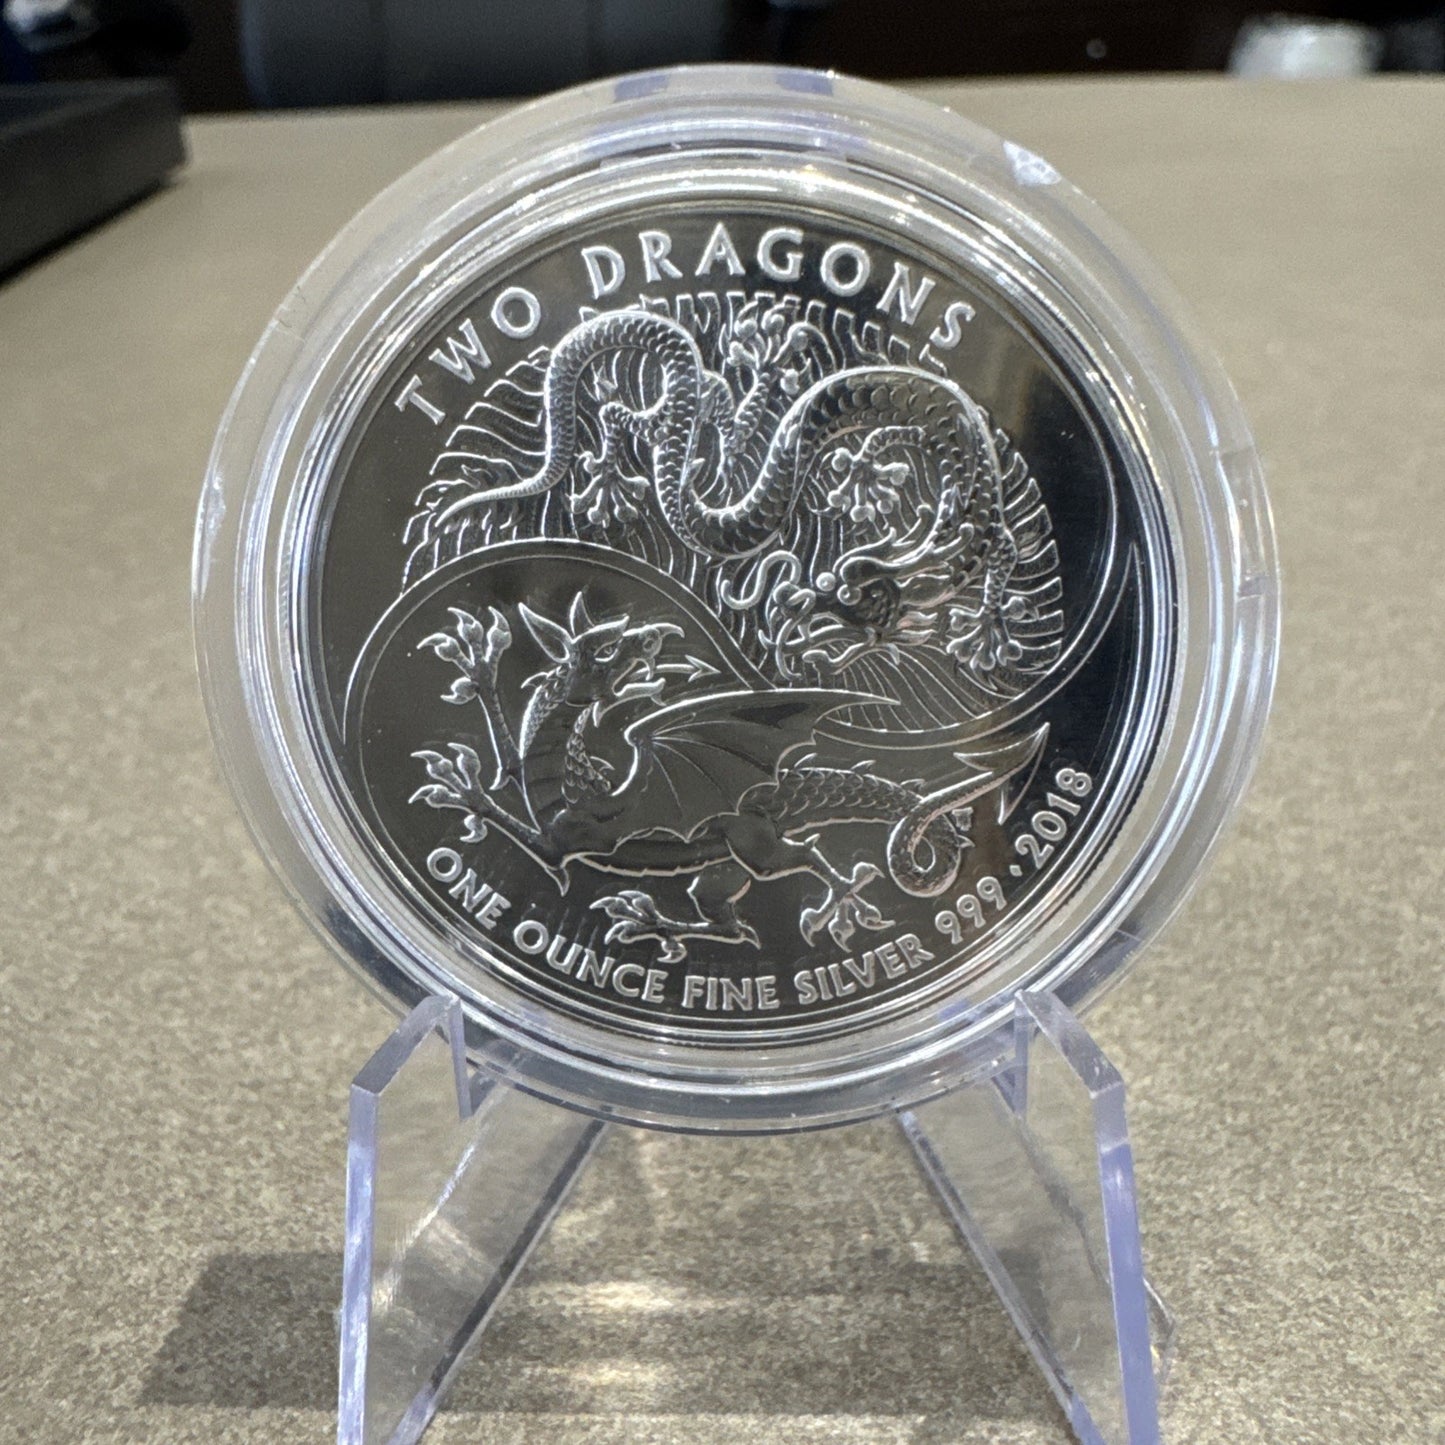 TWO DRAGONS
ONE OUNCE FINE SILVER 999 · 2018